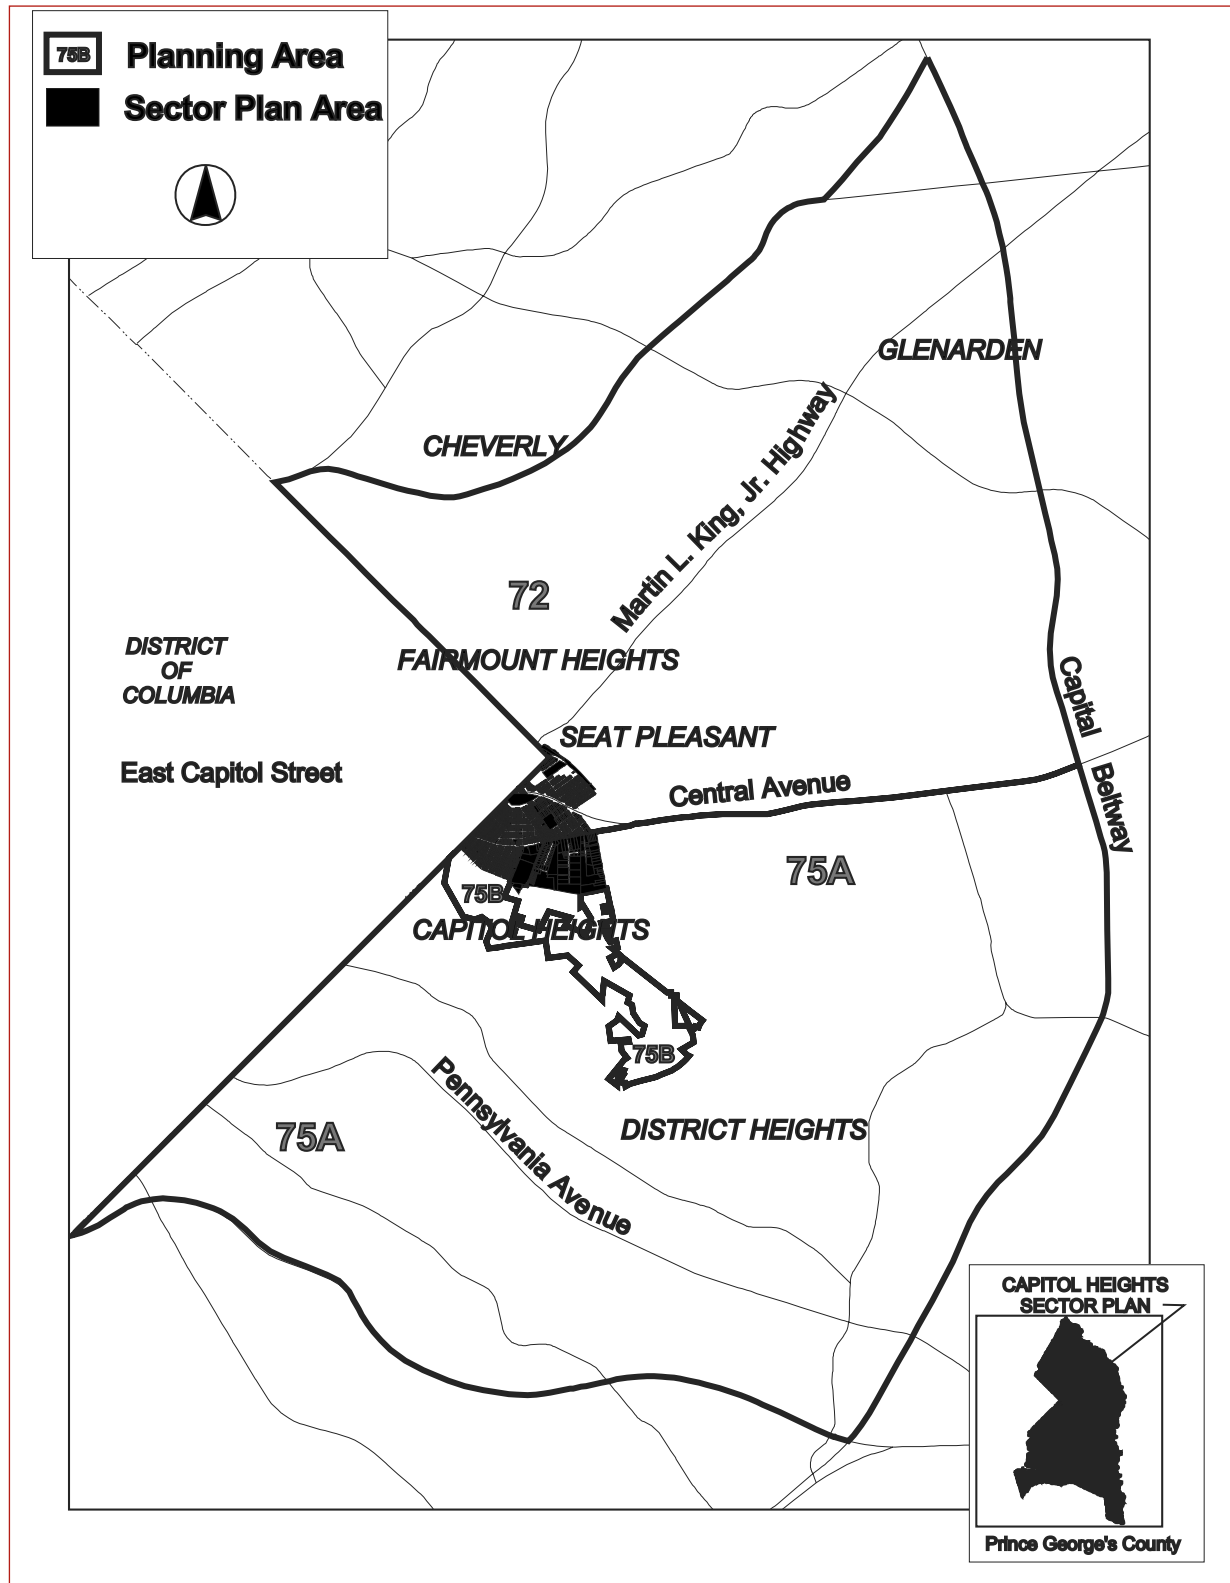 75B Planning Area
Sector Plan Area
GLENARDEN
CHEVERLY
Martin L. King, Jr. Highway
72
FAIRMOUNT HEIGHTS
DISTRICT
OF
COLUMBIA
SEAT PLEASANT
Capital Beltway
East Capitol Street
Central Avenue
75A
75B
CAPITOL HEIGHTS
75B
Pennsylvania Avenue
75A
DISTRICT HEIGHTS
CAPITOL HEIGHTS
SECTOR PLAN
Prince George's County